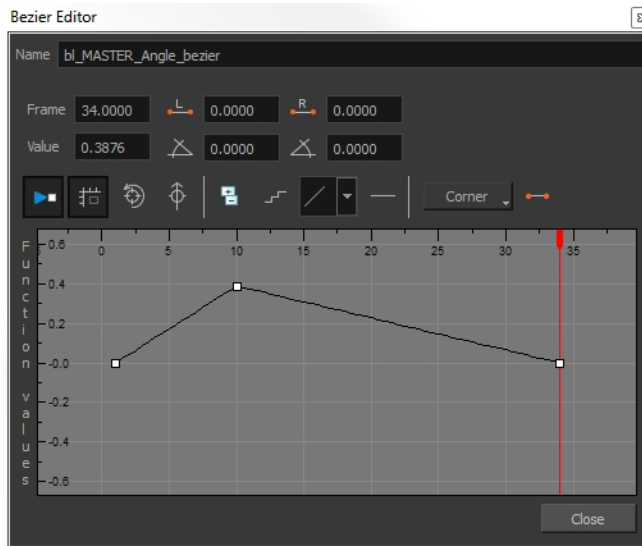 Bezier Editor
Name bl_MASTER_Angle_bezier
Frame 34.0000 L 0.0000 R 0.0000
Value 0.3876 0.0000 0.0000
Corner
0.6
0 5 10 15 20 25 30 35
0.4
0.2
-0.0
-0.2
-0.4
-0.6
Function values
Close